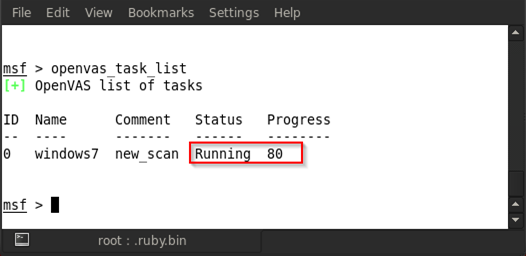 File Edit View Bookmarks Settings Help
msf > openvas_task_list
[+] OpenVAS list of tasks
ID Name Comment Status Progress
-- ---- ------- ------ --------
0 windows7 new_scan Running 80
msf >
root : .ruby.bin